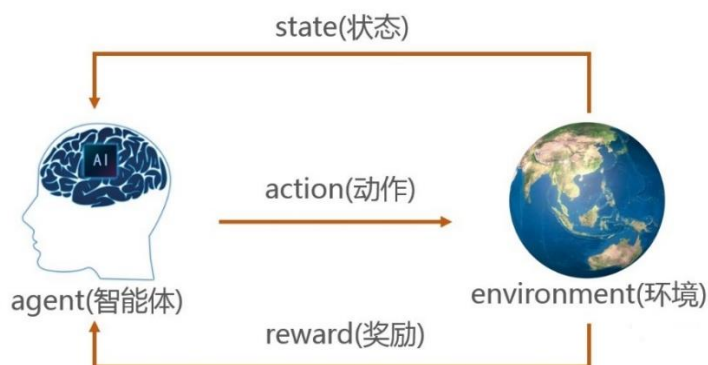 state(状态)
AI
action(动作)
agent(智能体)
environment(环境)
reward(奖励)